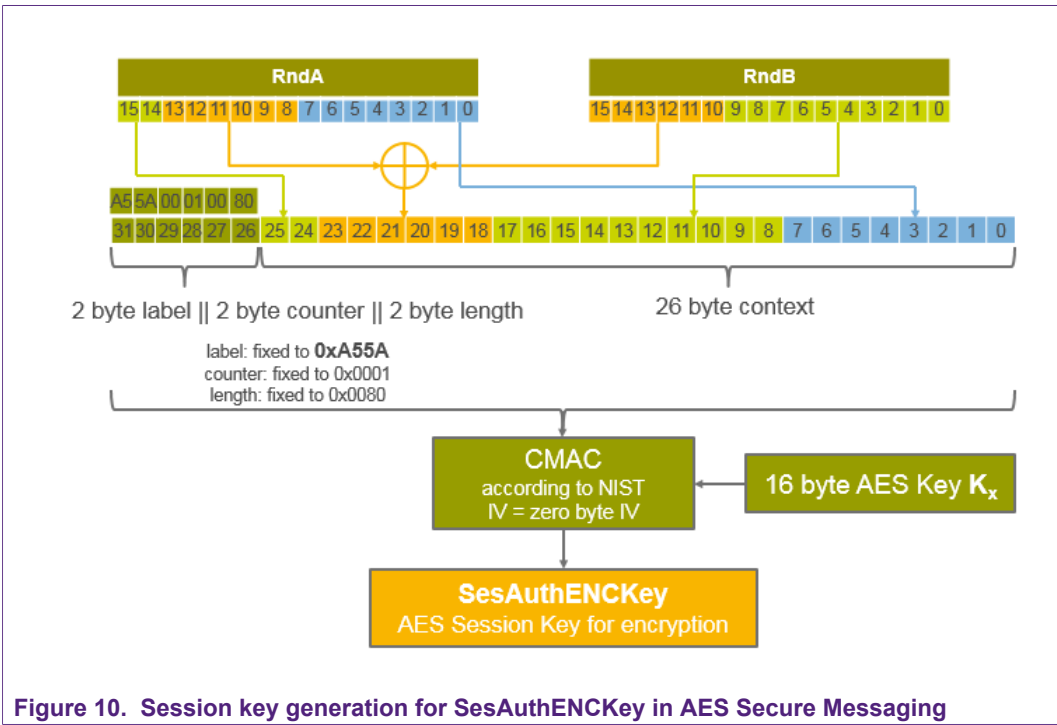 RndA RndB
15 14 13 12 11 10 9 8 7 6 5 4 3 2 1 0 15 14 13 12 11 10 9 8 7 6 5 4 3 2 1 0
A5 5A 00 01 00 80
31 30 29 28 27 26 25 24 23 22 21 20 19 18 17 16 15 14 13 12 11 10 9 8 7 6 5 4 3 2 1 0
2 byte label || 2 byte counter || 2 byte length 26 byte context
label: fixed to 0xA55A
counter: fixed to 0x0001
length: fixed to 0x0080
CMAC
according to NIST
IV = zero byte IV
16 byte AES Key Kx
SesAuthENCKey
AES Session Key for encryption
Figure 10. Session key generation for SesAuthENCKey in AES Secure Messaging